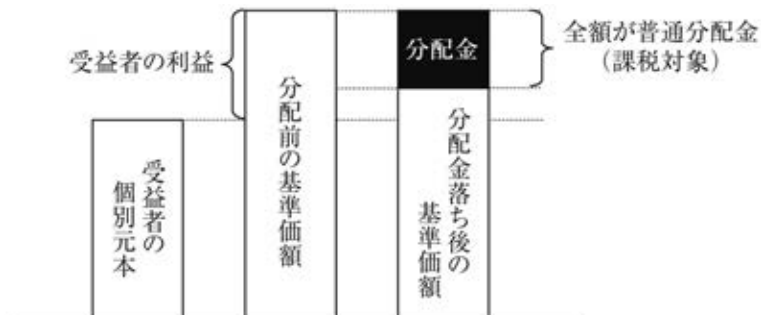 受益者の利益
分配金
全額が普通分配金
（課税対象）
受益者の
個別元本
分配前の基準価額
分配金落ち後の
基準価額